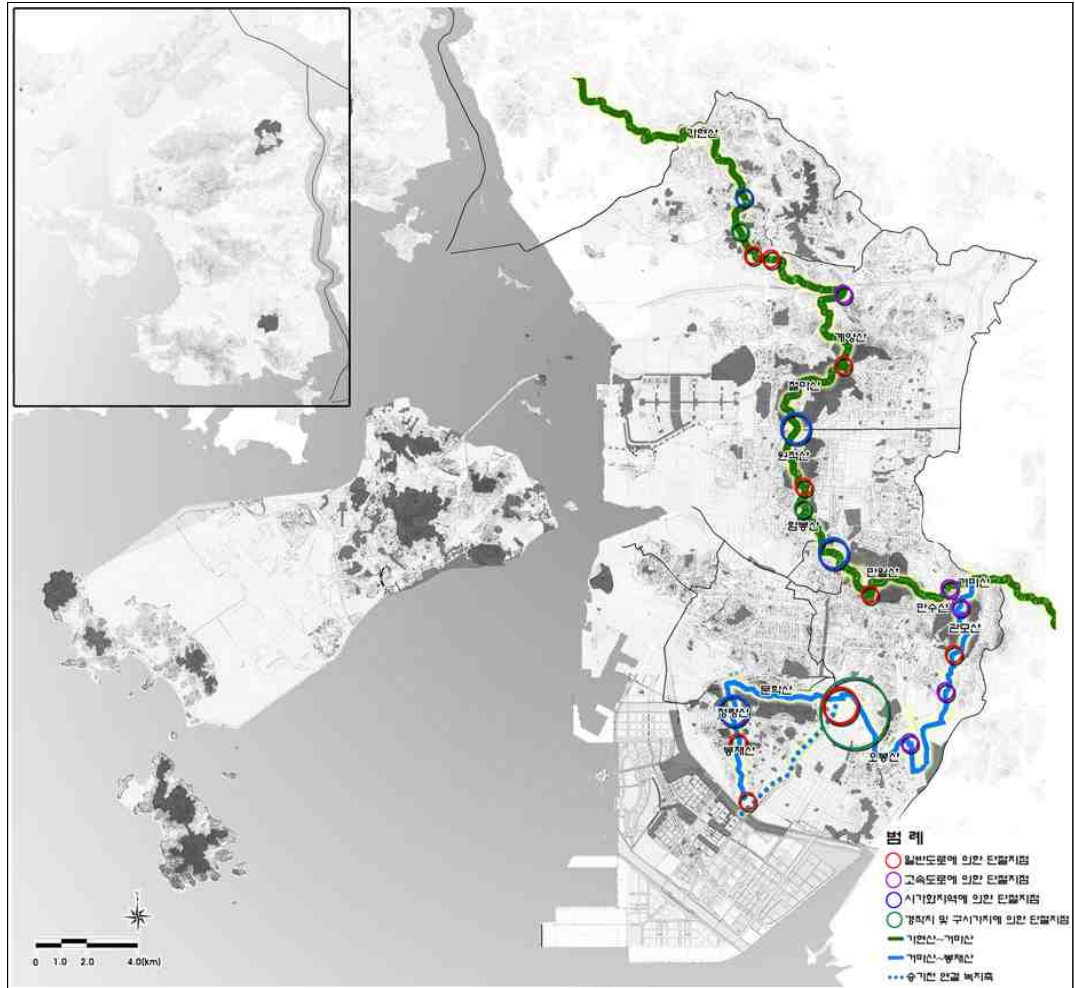 가현산
계양산
철마산
원적산
함봉산
만월산
거마산
만수산
관모산
문학산
청량산
봉재산
오봉산
범 례
일반도로에 의한 단절지점
고속도로에 의한 단절지점
시가화지역에 의한 단절지점
경작지 및 구시가지에 의한 단절지점
가현산~거마산
거마산~봉재산
승기천 연결 녹지축
0 1.0 2.0 4.0(km)